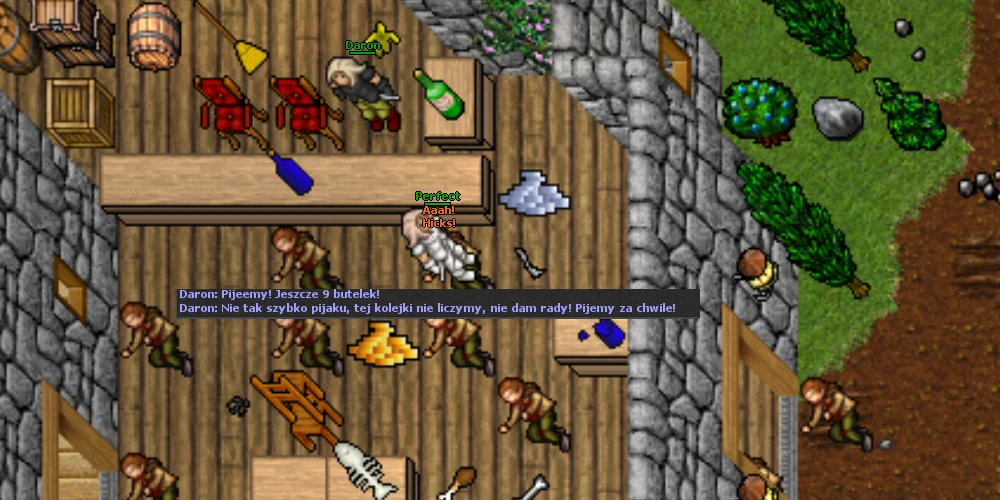 Daron
Perfect
Aaah!
Hicks!
Daron: Pijeemy! Jeszcze 9 butelek!
Daron: Nie tak szybko pijaku, tej kolejki nie liczymy, nie dam rady! Pijemy za chwile!